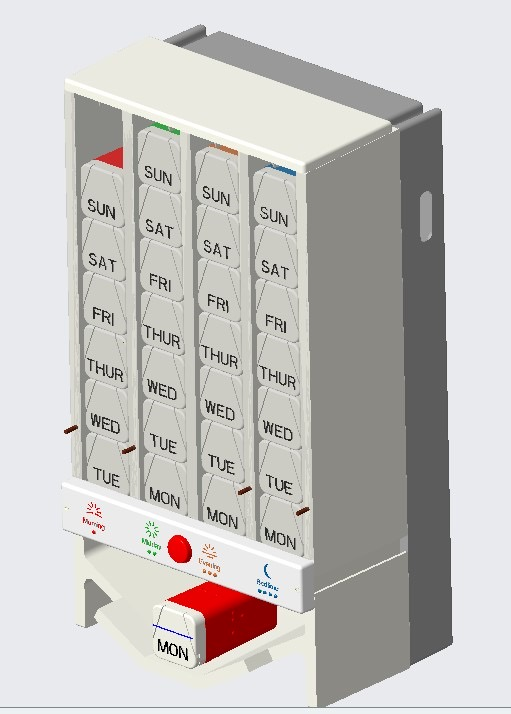 SUN
SAT
FRI
THUR
WED
TUE
SUN
SAT
FRI
THUR
WED
TUE
MON
SUN
SAT
FRI
THUR
WED
TUE
MON
SUN
SAT
FRI
THUR
WED
TUE
MON
Morning
Midday
Evening
Bedtime
MON